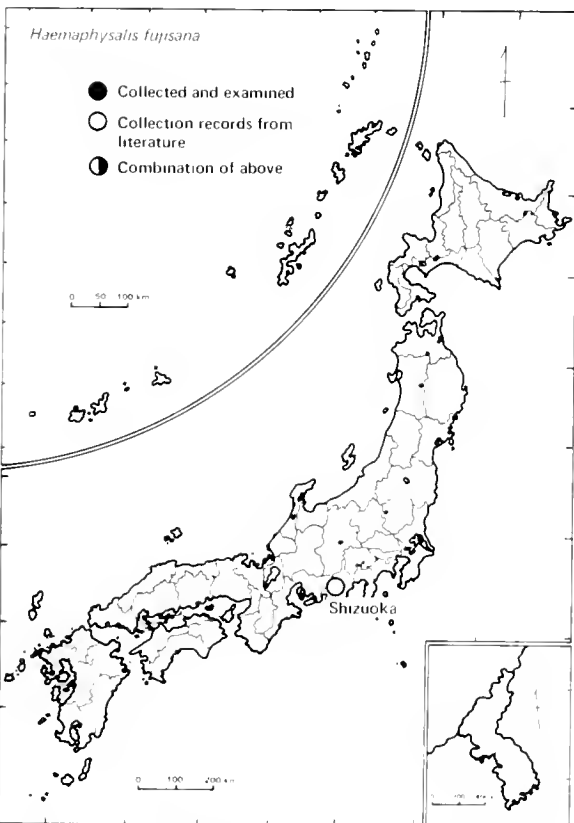 Haemaphysalis fujisana
Collected and examined
Collection records from
literature
Combination of above
0 50 100 km
Shizuoka
0 100 200 km